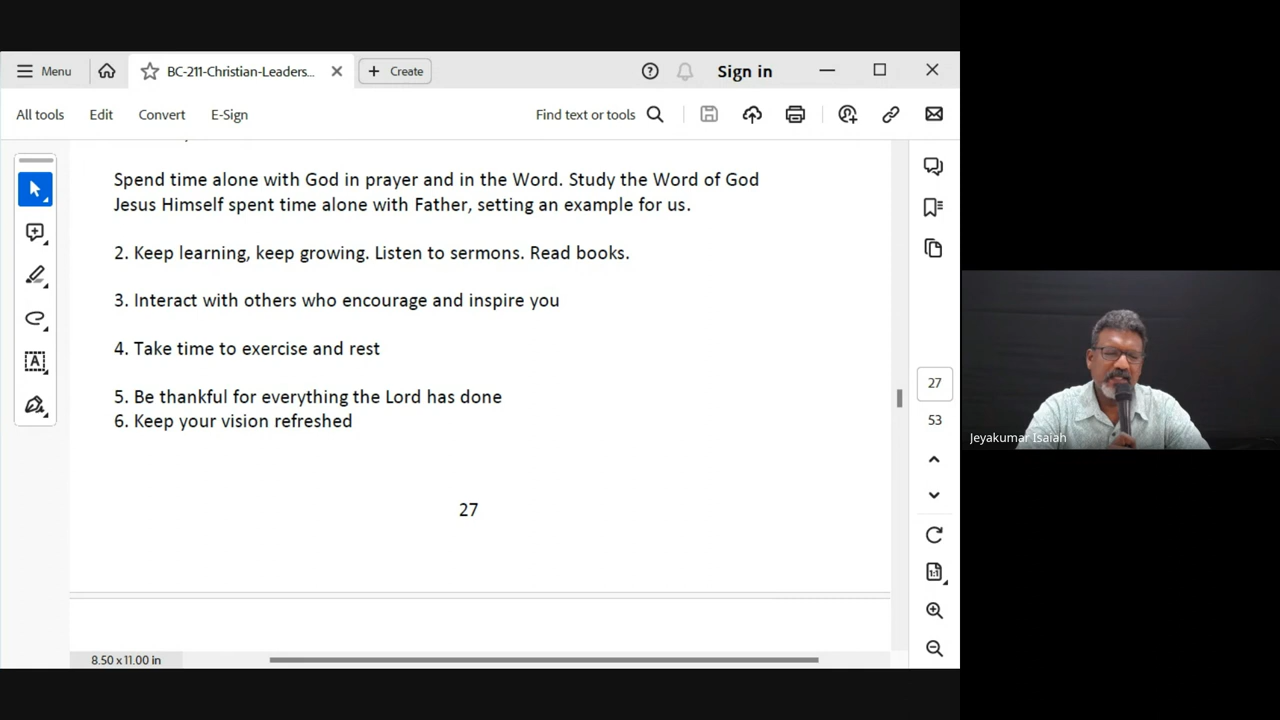 Menu
BC-211-Christian-Leaders...
Create
Sign in
All tools
Edit
Convert
E-Sign
Find text or tools
Spend time alone with God in prayer and in the Word. Study the Word of God
Jesus Himself spent time alone with Father, setting an example for us.
2. Keep learning, keep growing. Listen to sermons. Read books.
3. Interact with others who encourage and inspire you
4. Take time to exercise and rest
5. Be thankful for everything the Lord has done
6. Keep your vision refreshed
27
27
53
8.50 x 11.00 in
Jeyakumar Isaiah